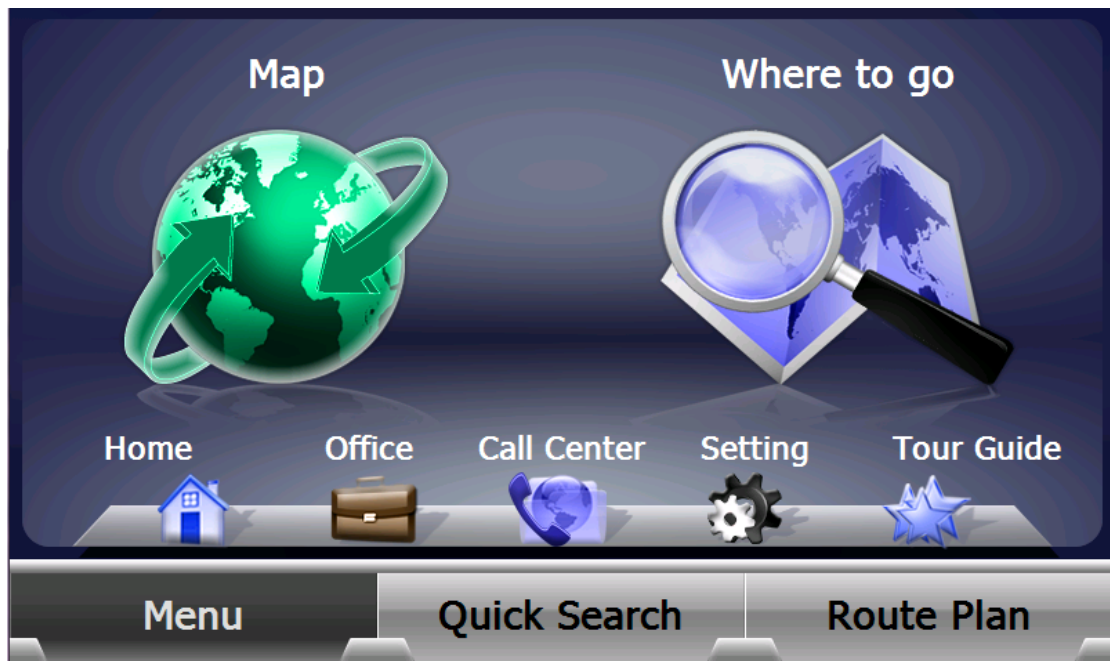 Map
Where to go
Home
Office
Call Center
Setting
Tour Guide
Menu
Quick Search
Route Plan